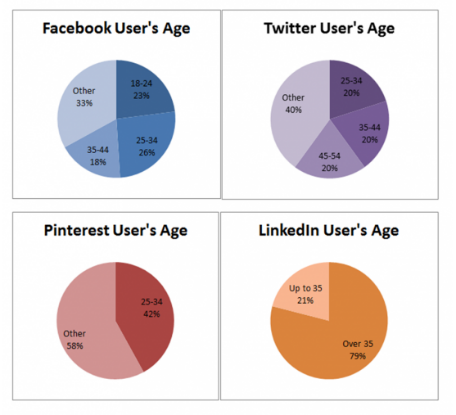 Facebook User's Age
18-24
23%
25-34
26%
35-44
18%
Other
33%
Twitter User's Age
25-34
20%
35-44
20%
45-54
20%
Other
40%
Pinterest User's Age
25-34
42%
Other
58%
LinkedIn User's Age
Up to 35
21%
Over 35
79%